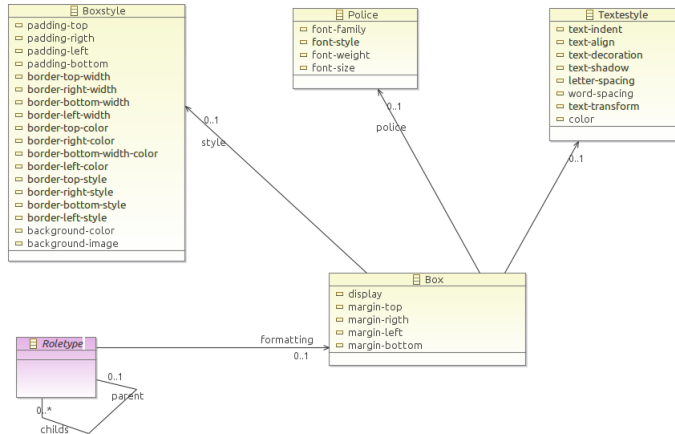 Boxstyle
padding-top
padding-rigth
padding-left
padding-bottom
border-top-width
border-right-width
border-bottom-width
border-left-width
border-top-color
border-right-color
border-bottom-width-color
border-left-color
border-top-style
border-right-style
border-bottom-style
border-left-style
background-color
background-image
Police
font-family
font-style
font-weight
font-size
Textestyle
text-indent
text-align
text-decoration
text-shadow
letter-spacing
word-spacing
text-transform
color
0..1
style
0..1
police
0..1
Box
display
margin-top
margin-rigth
margin-left
margin-bottom
Roletype
formatting
0..1
0..1
parent
0..*
childs